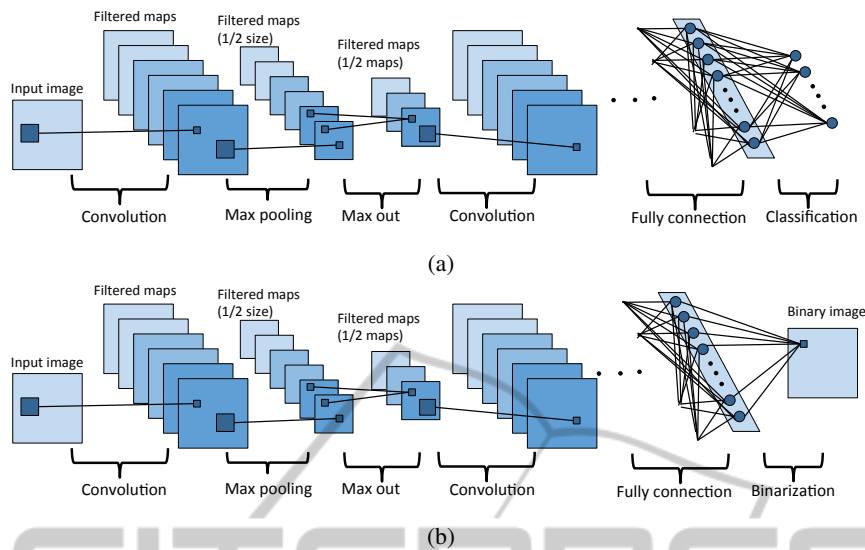 Filtered maps
Filtered maps
(1/2 size)
Filtered maps
(1/2 maps)
Input image
. . .
Convolution
Max pooling
Max out
Convolution
Fully connection
Classification
(a)
Filtered maps
Filtered maps
(1/2 size)
Filtered maps
(1/2 maps)
Binary image
Input image
. . .
Convolution
Max pooling
Max out
Convolution
Fully connection
Binarization
(b)